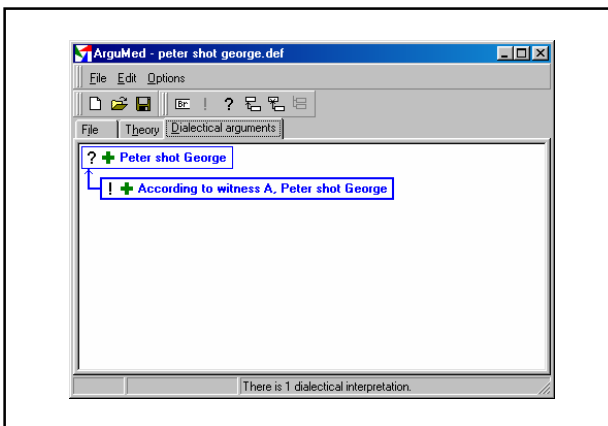 ArguMed - peter shot george.def
File Edit Options
Br ! ?
File Theory Dialectical arguments
? + Peter shot George
! + According to witness A, Peter shot George
There is 1 dialectical interpretation.